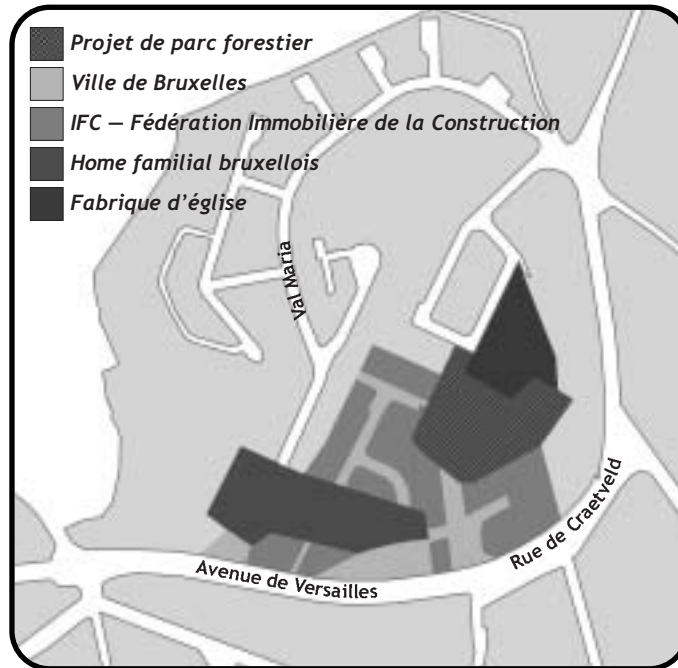 Projet de parc forestier
Ville de Bruxelles
IFC — Fédération Immobilière de la Construction
Home familial bruxellois
Fabrique d'église
Val Maria
Rue de Craetveld
Avenue de Versailles